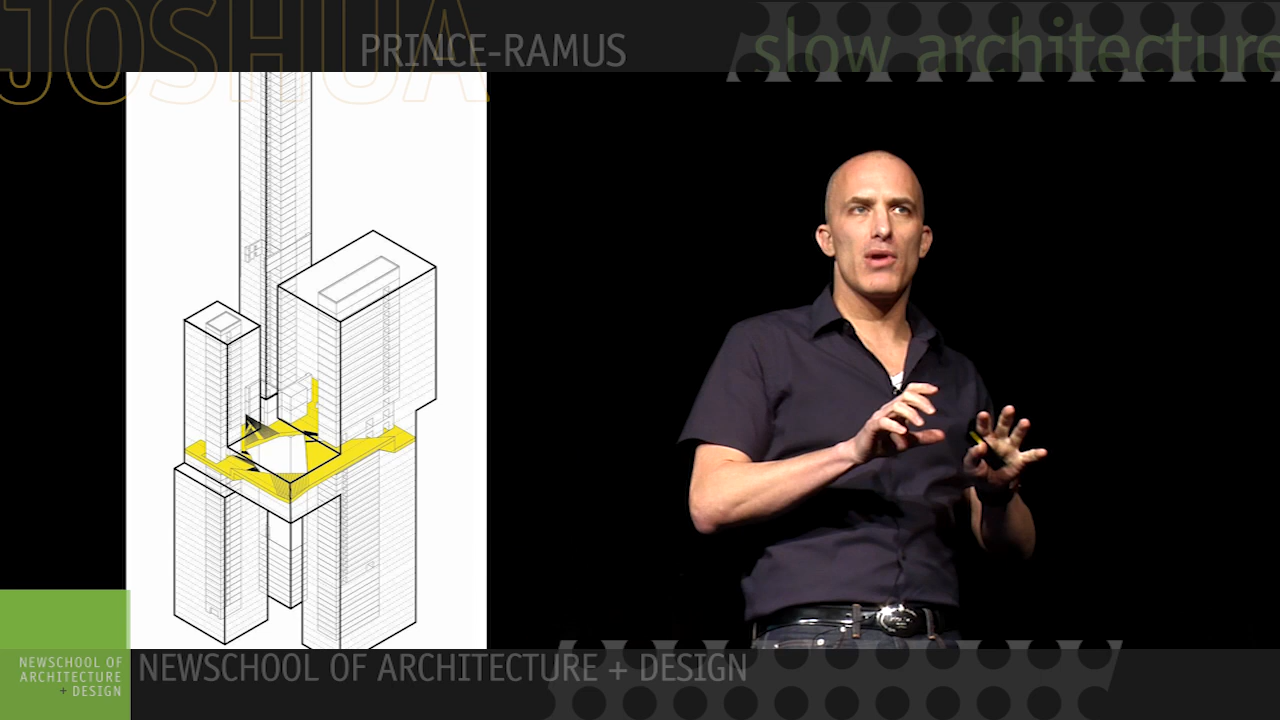 JOSHUA
PRINCE-RAMUS
slow architecture
NEWSCHOOL OF
ARCHITECTURE
+ DESIGN
NEWSCHOOL OF ARCHITECTURE + DESIGN